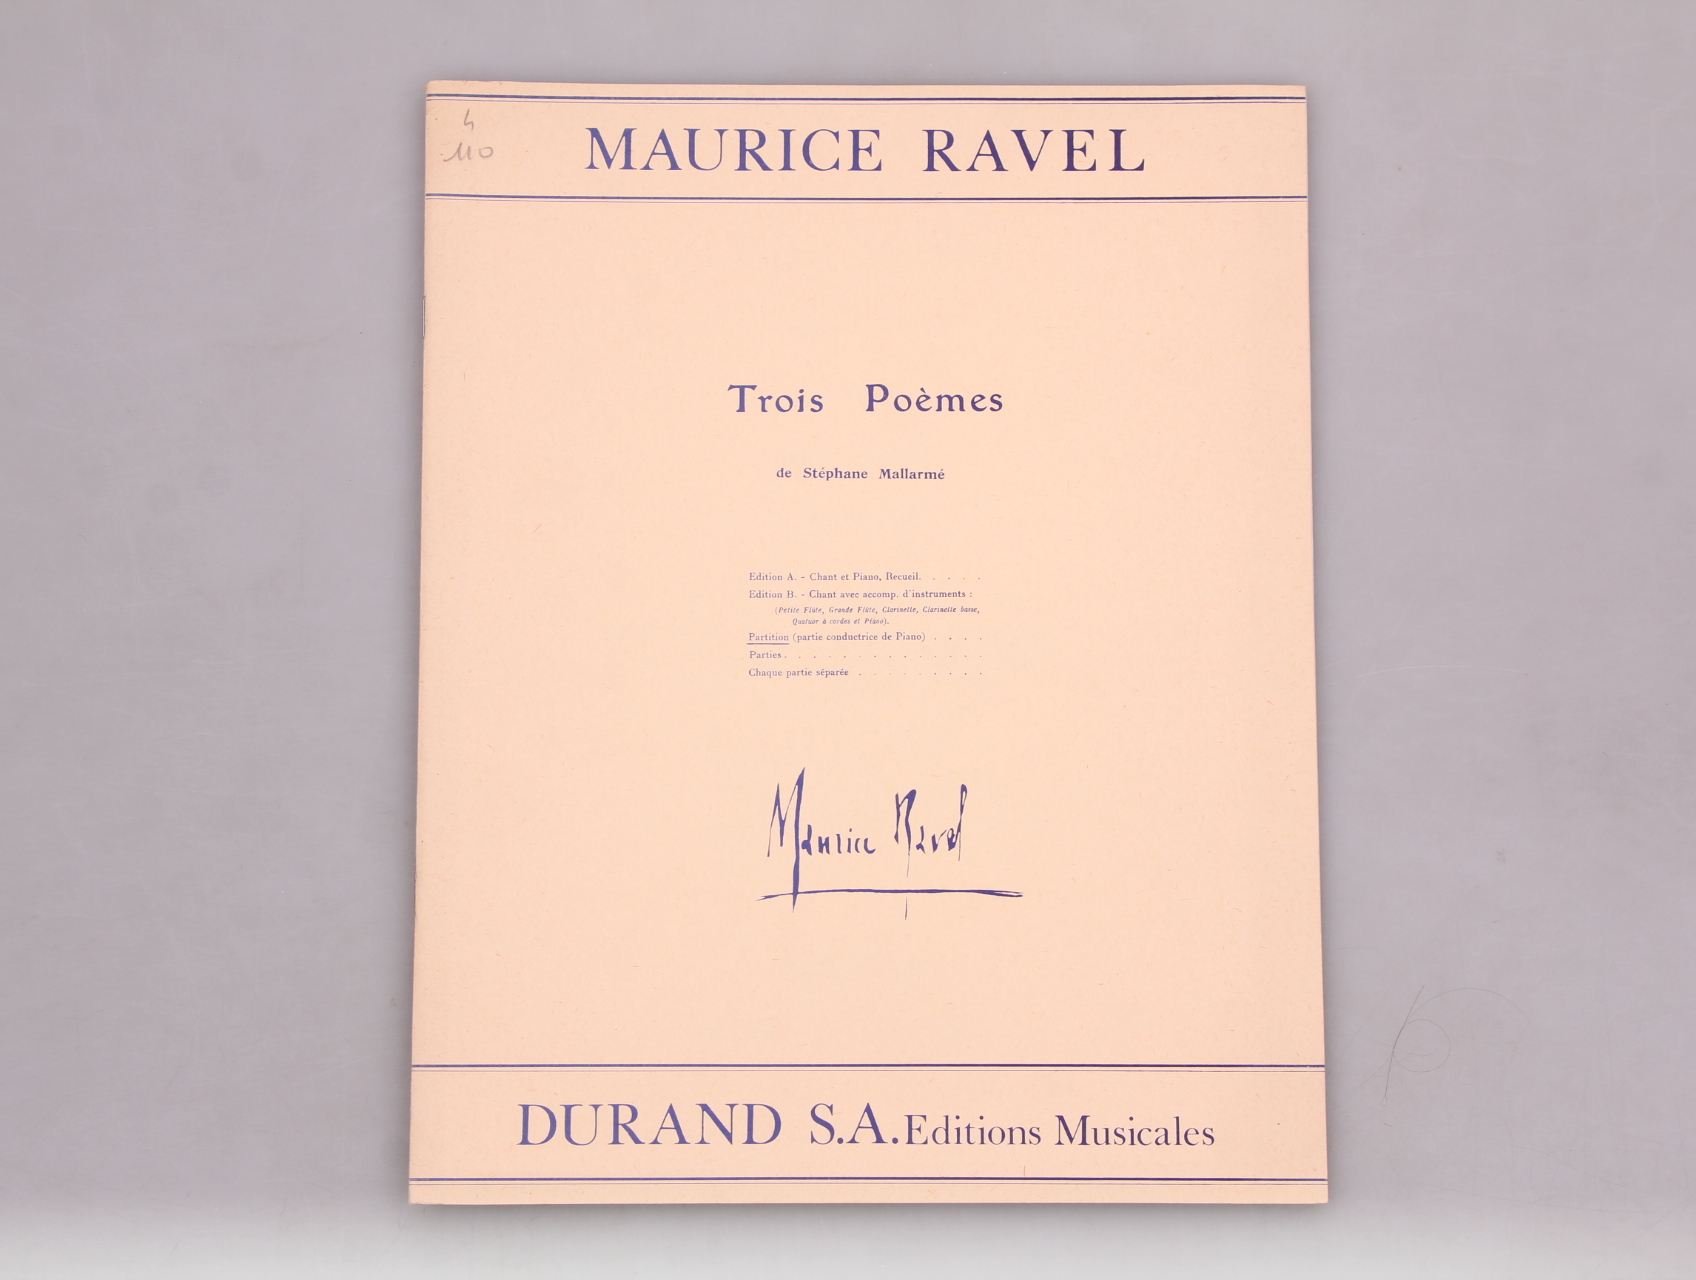 4
110
MAURICE RAVEL
Trois Poèmes
de Stéphane Mallarmé
Edition A. - Chant et Piano, Recueil. . . . .
Edition B. - Chant avec accomp. d'instruments :
(Petite Flûte, Grande Flûte, Clarinette, Clarinette basse,
Quatuor à cordes et Piano).
Partition (partie conductrice de Piano) . . . .
Parties . . . . . . . . . . . . . .
Chaque partie séparée . . . . . . . . .
Maurice Ravel
DURAND S.A. Editions Musicales